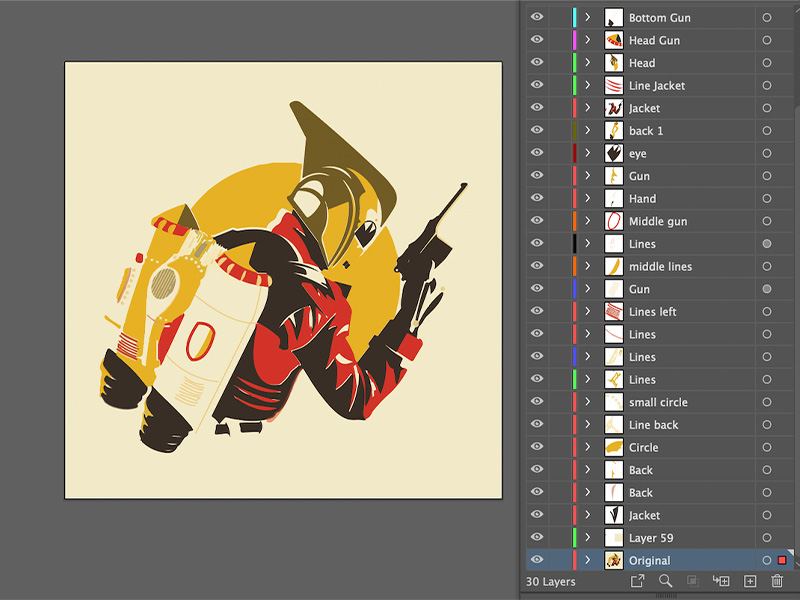 Bottom Gun
Head Gun
Head
Line Jacket
Jacket
back 1
eye
Gun
Hand
Middle gun
Lines
middle lines
Gun
Lines left
Lines
Lines
Lines
small circle
Line back
Circle
Back
Back
Jacket
Layer 59
Original
30 Layers